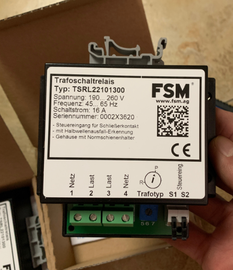 Trafoschaltrelais
Typ: TSRL22101300
Spannung: 190...260 V
Frequenz: 45...65 Hz
Schaltstrom: 16 A
Seriennummer: 0002X3620
- Steuereingang für Schließerkontakt
- mit Halbwellenausfall-Erkennung
- Gehäuse mit Normschienenhalter
FSM
www.fsm.ag
CE
Netz Last Last Netz
1 2 3 4
P
i
Trafotyp
Steuereing.
S1 S2